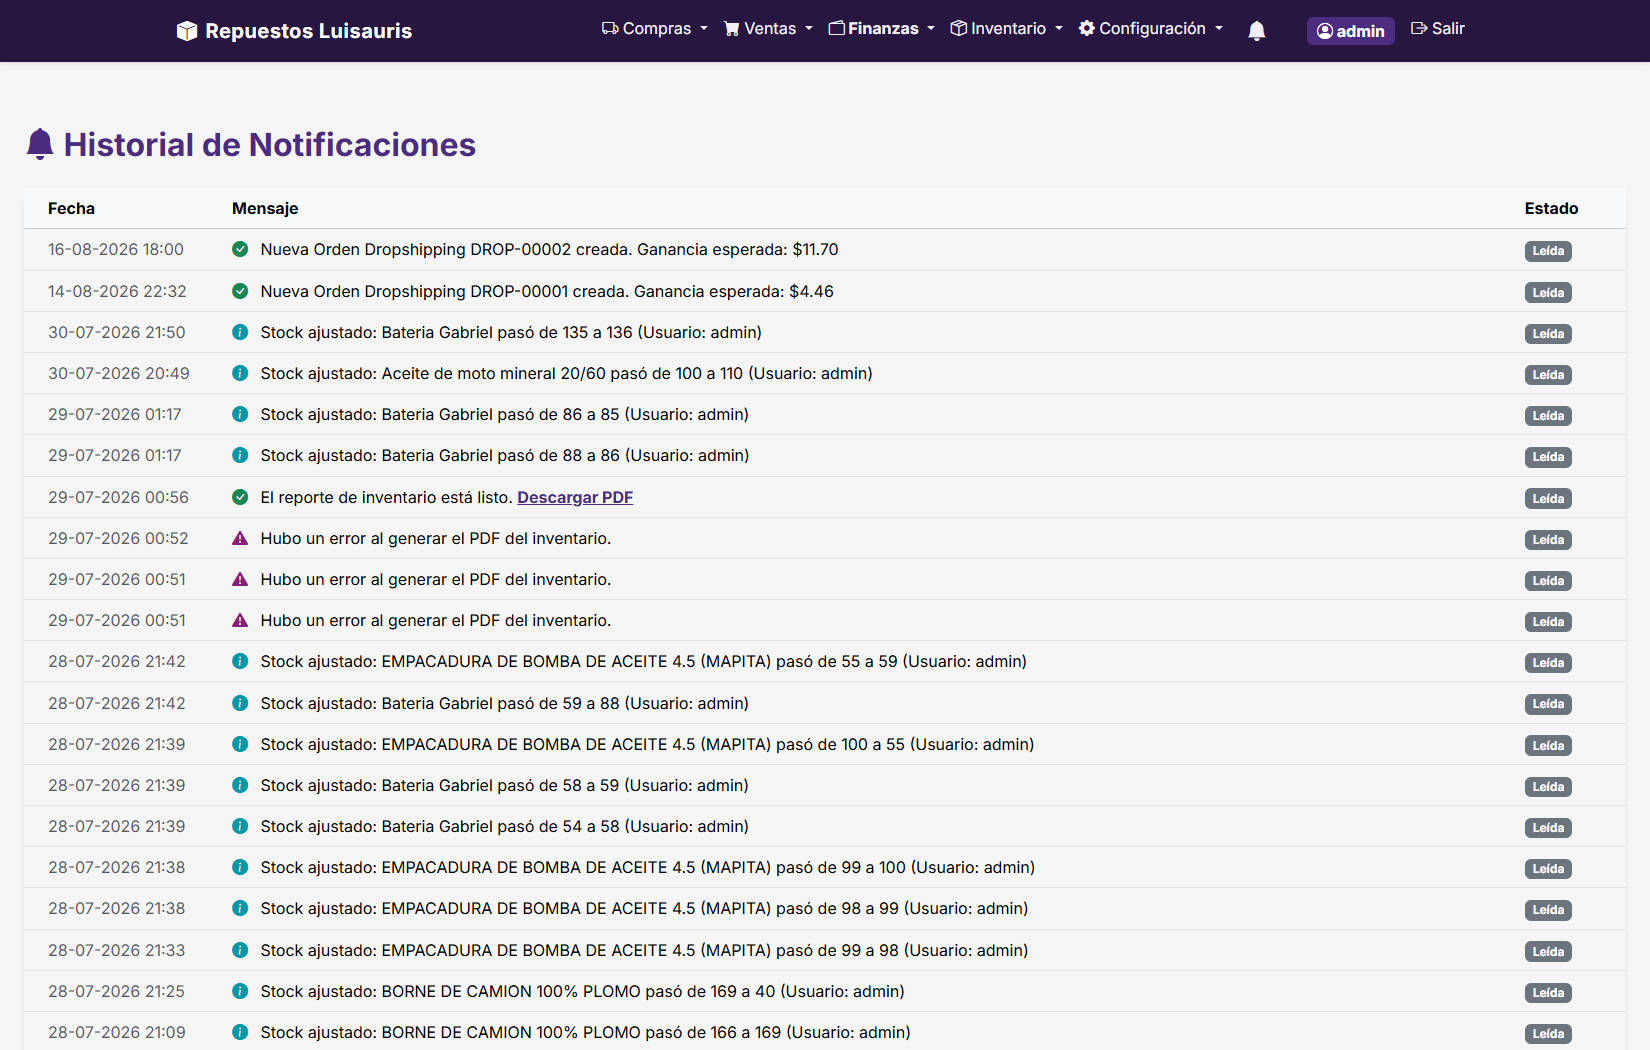 Repuestos Luisauris Compras Ventas Finanzas Inventario Configuración admin Salir
Historial de Notificaciones
Fecha Mensaje Estado
16-08-2026 18:00 Nueva Orden Dropshipping DROP-00002 creada. Ganancia esperada: $11.70 Leída
14-08-2026 22:32 Nueva Orden Dropshipping DROP-00001 creada. Ganancia esperada: $4.46 Leída
30-07-2026 21:50 Stock ajustado: Bateria Gabriel pasó de 135 a 136 (Usuario: admin) Leída
30-07-2026 20:49 Stock ajustado: Aceite de moto mineral 20/60 pasó de 100 a 110 (Usuario: admin) Leída
29-07-2026 01:17 Stock ajustado: Bateria Gabriel pasó de 86 a 85 (Usuario: admin) Leída
29-07-2026 01:17 Stock ajustado: Bateria Gabriel pasó de 88 a 86 (Usuario: admin) Leída
29-07-2026 00:56 El reporte de inventario está listo. Descargar PDF Leída
29-07-2026 00:52 Hubo un error al generar el PDF del inventario. Leída
29-07-2026 00:51 Hubo un error al generar el PDF del inventario. Leída
29-07-2026 00:51 Hubo un error al generar el PDF del inventario. Leída
28-07-2026 21:42 Stock ajustado: EMPACADURA DE BOMBA DE ACEITE 4.5 (MAPITA) pasó de 55 a 59 (Usuario: admin) Leída
28-07-2026 21:42 Stock ajustado: Bateria Gabriel pasó de 59 a 88 (Usuario: admin) Leída
28-07-2026 21:39 Stock ajustado: EMPACADURA DE BOMBA DE ACEITE 4.5 (MAPITA) pasó de 100 a 55 (Usuario: admin) Leída
28-07-2026 21:39 Stock ajustado: Bateria Gabriel pasó de 58 a 59 (Usuario: admin) Leída
28-07-2026 21:39 Stock ajustado: Bateria Gabriel pasó de 54 a 58 (Usuario: admin) Leída
28-07-2026 21:38 Stock ajustado: EMPACADURA DE BOMBA DE ACEITE 4.5 (MAPITA) pasó de 99 a 100 (Usuario: admin) Leída
28-07-2026 21:38 Stock ajustado: EMPACADURA DE BOMBA DE ACEITE 4.5 (MAPITA) pasó de 98 a 99 (Usuario: admin) Leída
28-07-2026 21:33 Stock ajustado: EMPACADURA DE BOMBA DE ACEITE 4.5 (MAPITA) pasó de 99 a 98 (Usuario: admin) Leída
28-07-2026 21:25 Stock ajustado: BORNE DE CAMION 100% PLOMO pasó de 169 a 40 (Usuario: admin) Leída
28-07-2026 21:09 Stock ajustado: BORNE DE CAMION 100% PLOMO pasó de 166 a 169 (Usuario: admin) Leída